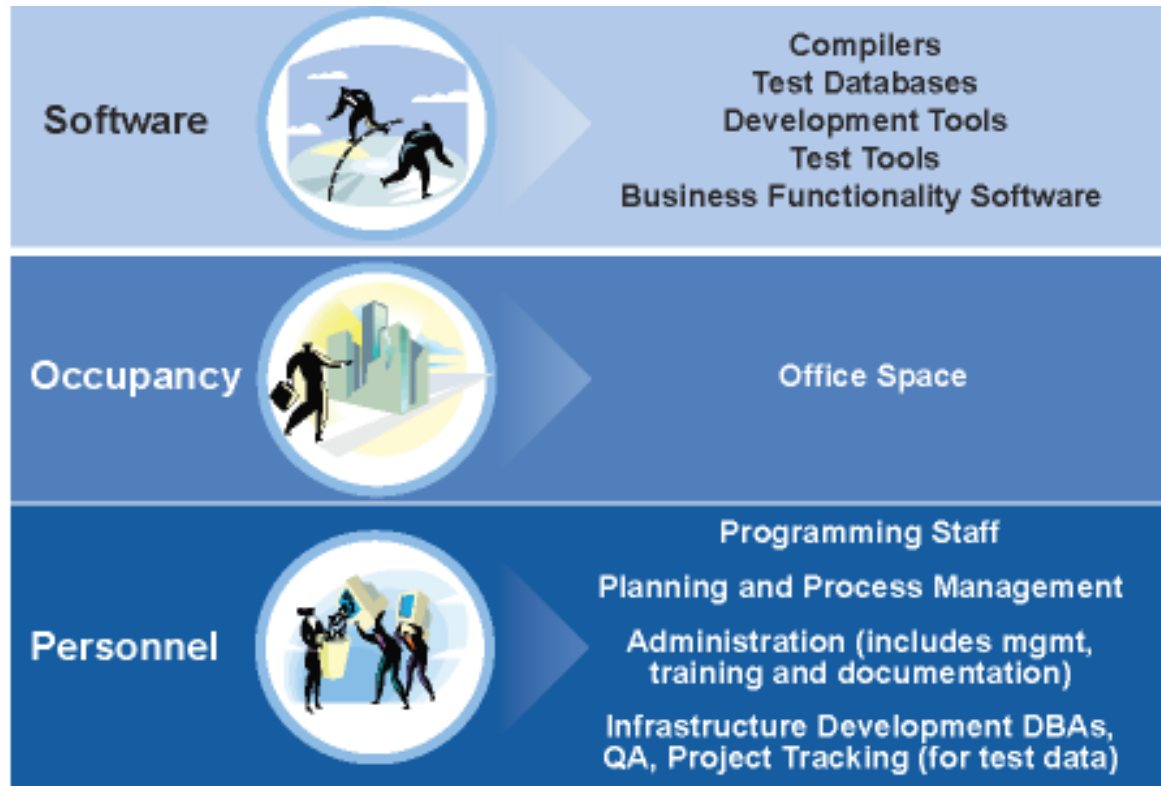 Software
Compilers
Test Databases
Development Tools
Test Tools
Business Functionality Software
Occupancy
Office Space
Personnel
Programming Staff
Planning and Process Management
Administration (includes mgmt,
training and documentation)
Infrastructure Development DBAs,
QA, Project Tracking (for test data)